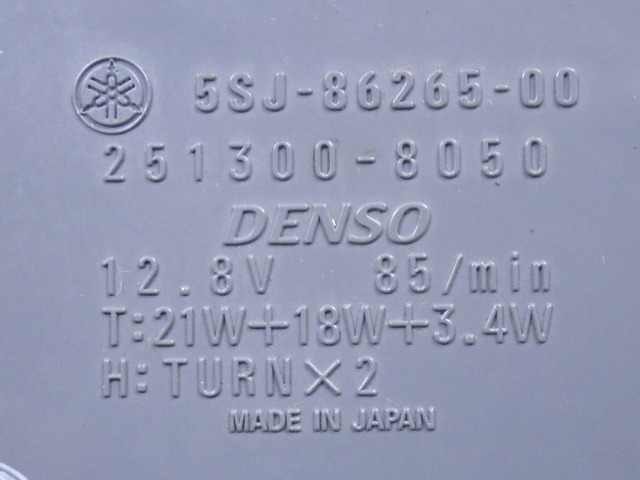 5SJ-86265-00
251300-8050
DENSO
12.8V 85/min
T:21W+18W+3.4W
H:TURN×2
MADE IN JAPAN